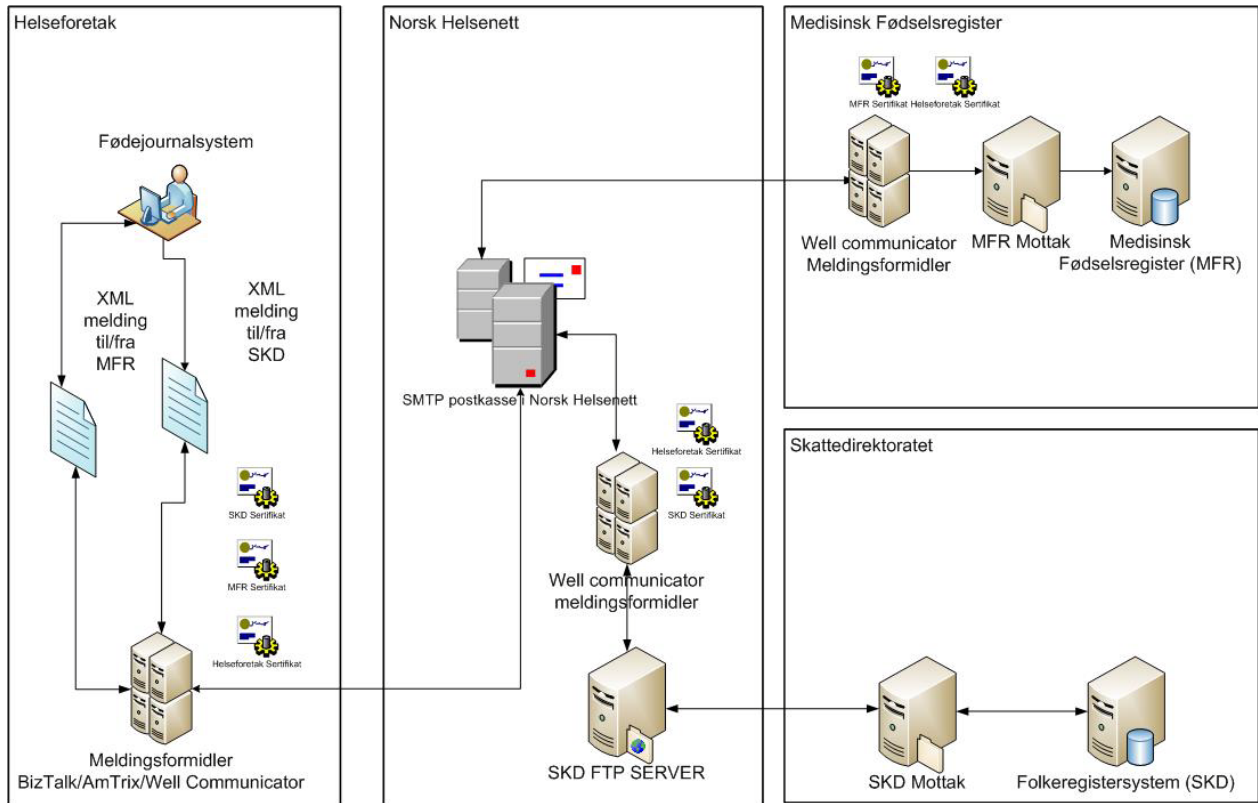 Helseforetak
Fødejournalsystem
XML
melding
til/fra
MFR
XML
melding
til/fra
SKD
SKD Sertifikat
MFR Sertifikat
Helseforetak Sertifikat
Meldingsformidler
BizTalk/AmTrix/Well Communicator
Norsk Helsenett
SMTP postkasse i Norsk Helsenett
Helseforetak Sertifikat
SKD Sertifikat
Well communicator
meldingsformidler
SKD FTP SERVER
Medisinsk Fødselsregister
MFR Sertifikat
Helseforetak Sertifikat
Well communicator
Meldingsformidler
MFR Mottak
Medisinsk
Fødselsregister (MFR)
Skattedirektoratet
SKD Mottak
Folkeregistersystem (SKD)